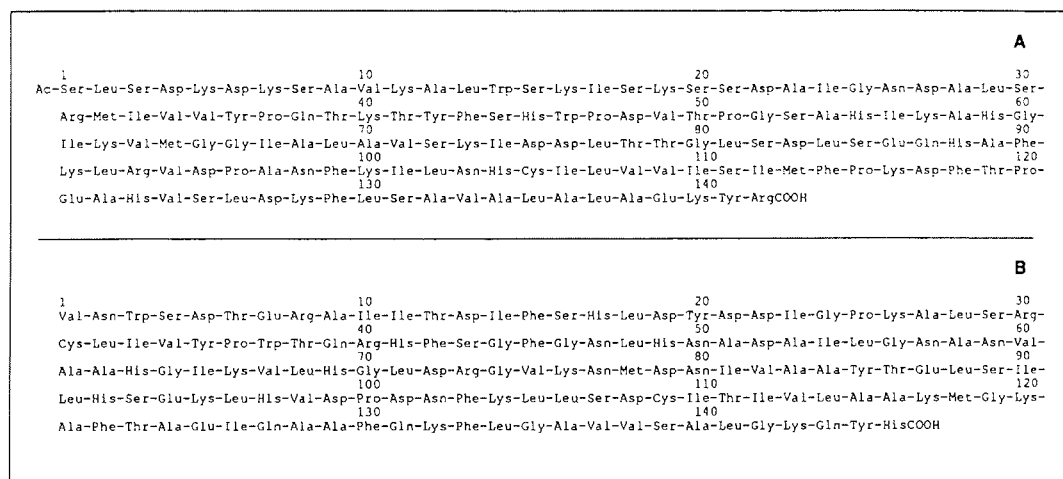 A
1 10 20 30
Ac-Ser-Leu-Ser-Asp-Lys-Asp-Lys-Ser-Ala-Val-Lys-Ala-Leu-Trp-Ser-Lys-Ile-Ser-Lys-Ser-Ser-Asp-Ala-Ile-Gly-Asn-Asp-Ala-Leu-Ser-
40 50 60
Arg-Met-Ile-Val-Val-Tyr-Pro-Gln-Thr-Lys-Thr-Tyr-Phe-Ser-His-Trp-Pro-Asp-Val-Thr-Pro-Gly-Ser-Ala-His-Ile-Lys-Ala-His-Gly-
70 80 90
Ile-Lys-Val-Met-Gly-Gly-Ile-Ala-Leu-Ala-Val-Ser-Lys-Ile-Asp-Asp-Leu-Thr-Thr-Gly-Leu-Ser-Asp-Leu-Ser-Glu-Gln-His-Ala-Phe-
100 110 120
Lys-Leu-Arg-Val-Asp-Pro-Ala-Asn-Phe-Lys-Ile-Leu-Asn-His-Cys-Ile-Leu-Val-Val-Ile-Ser-Ile-Met-Phe-Pro-Lys-Asp-Phe-Thr-Pro-
130 140
Glu-Ala-His-Val-Ser-Leu-Asp-Lys-Phe-Leu-Ser-Ala-Val-Ala-Leu-Ala-Leu-Ala-Glu-Lys-Tyr-ArgCOOH
B
1 10 20 30
Val-Asn-Trp-Ser-Asp-Thr-Glu-Arg-Ala-Ile-Ile-Thr-Asp-Ile-Phe-Ser-His-Leu-Asp-Tyr-Asp-Asp-Ile-Gly-Pro-Lys-Ala-Leu-Ser-Arg-
40 50 60
Cys-Leu-Ile-Val-Tyr-Pro-Trp-Thr-Gln-Arg-His-Phe-Ser-Gly-Phe-Gly-Asn-Leu-His-Asn-Ala-Asp-Ala-Ile-Leu-Gly-Asn-Ala-Asn-Val-
70 80 90
Ala-Ala-His-Gly-Ile-Lys-Val-Leu-His-Gly-Leu-Asp-Arg-Gly-Val-Lys-Asn-Met-Asp-Asn-Ile-Val-Ala-Ala-Tyr-Thr-Glu-Leu-Ser-Ile-
100 110 120
Leu-His-Ser-Glu-Lys-Leu-His-Val-Asp-Pro-Asp-Asn-Phe-Lys-Leu-Leu-Ser-Asp-Cys-Ile-Thr-Ile-Val-Leu-Ala-Ala-Lys-Met-Gly-Lys-
130 140
Ala-Phe-Thr-Ala-Glu-Ile-Gln-Ala-Ala-Phe-Gln-Lys-Phe-Leu-Gly-Ala-Val-Val-Ser-Ala-Leu-Gly-Lys-Gln-Tyr-HisCOOH